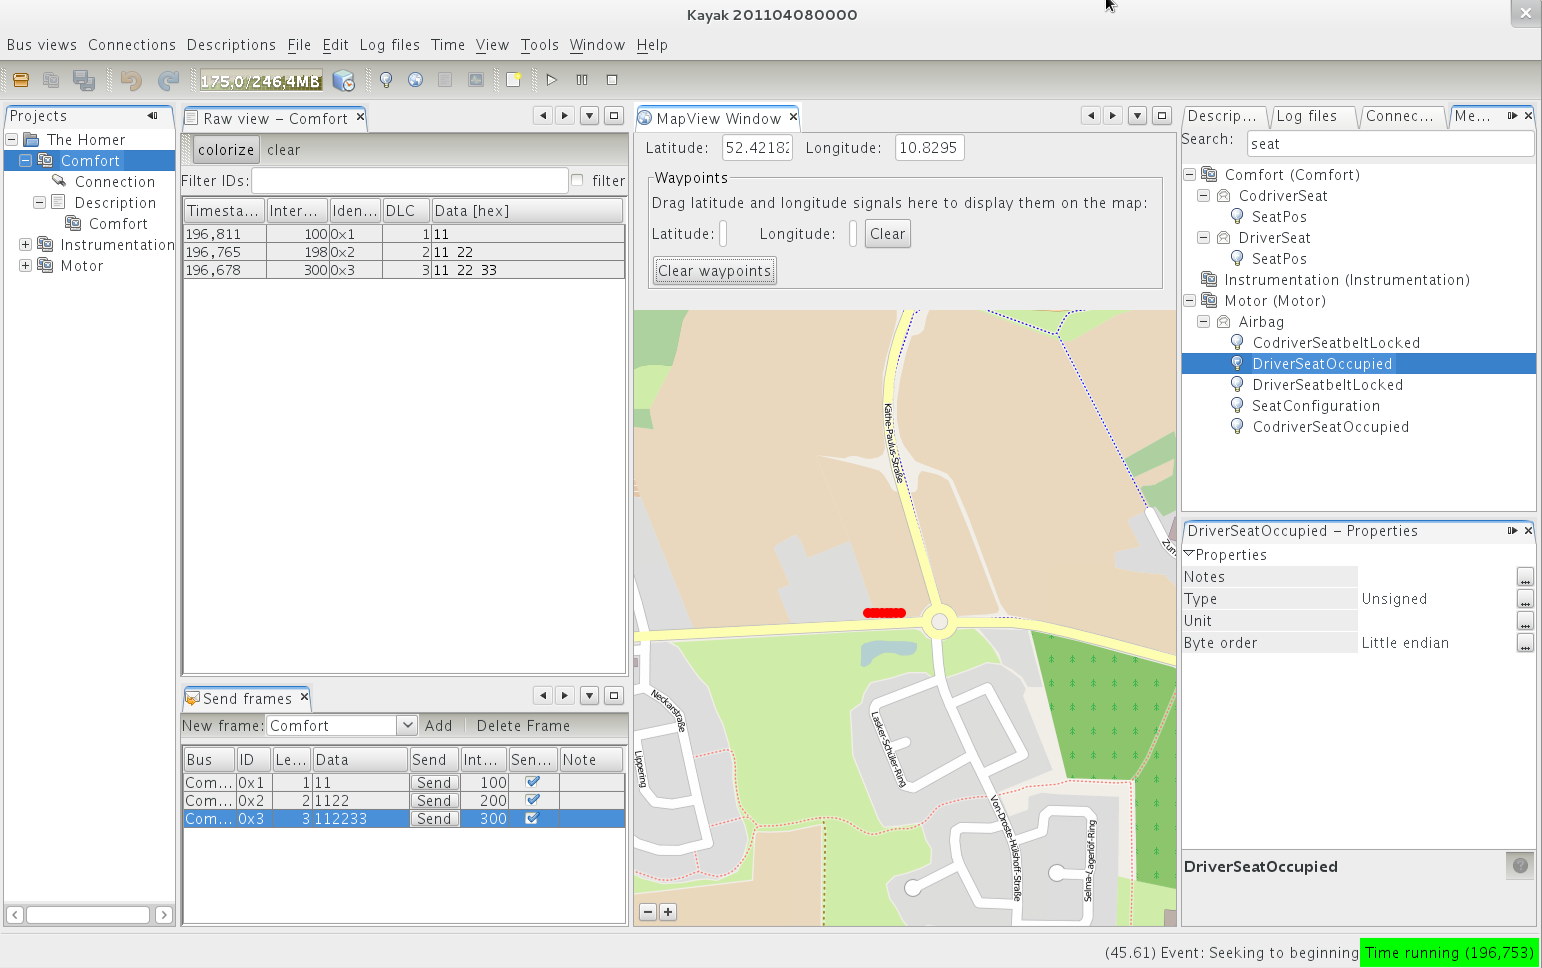 Kayak 201104080000
Bus views Connections Descriptions File Edit Log files Time View Tools Window Help
175,0/246,4MB
Projects
The Homer
Comfort
Connection
Description
Comfort
Instrumentation
Motor
Raw view – Comfort
colorize clear
Filter IDs: filter
Timesta... Inter... Iden... DLC Data [hex]
196,811 100 0x1 1 11
196,765 198 0x2 2 11 22
196,678 300 0x3 3 11 22 33
Send frames
New frame: Comfort Add Delete Frame
Bus ID Le... Data Send Int... Sen... Note
Com... 0x1 1 11 Send 100
Com... 0x2 2 1122 Send 200
Com... 0x3 3 112233 Send 300
MapView Window
Latitude: 52.42182 Longitude: 10.8295
Waypoints
Drag latitude and longitude signals here to display them on the map:
Latitude: Longitude: Clear
Clear waypoints
Käthe-Paulus-Straße
Zum
Neckarstraße
Lippering
Lasker-Schüler-Ring
Von-Droste-Hülshoff-Straße
Selma-Lagerlöf-Ring
Descrip... Log files Connec... Me...
Search: seat
Comfort (Comfort)
CodriverSeat
SeatPos
DriverSeat
SeatPos
Instrumentation (Instrumentation)
Motor (Motor)
Airbag
CodriverSeatbeltLocked
DriverSeatOccupied
DriverSeatbeltLocked
SeatConfiguration
CodriverSeatOccupied
DriverSeatOccupied – Properties
Properties
Notes ...
Type Unsigned ...
Unit ...
Byte order Little endian ...
DriverSeatOccupied
(45.61) Event: Seeking to beginning Time running (196,753)